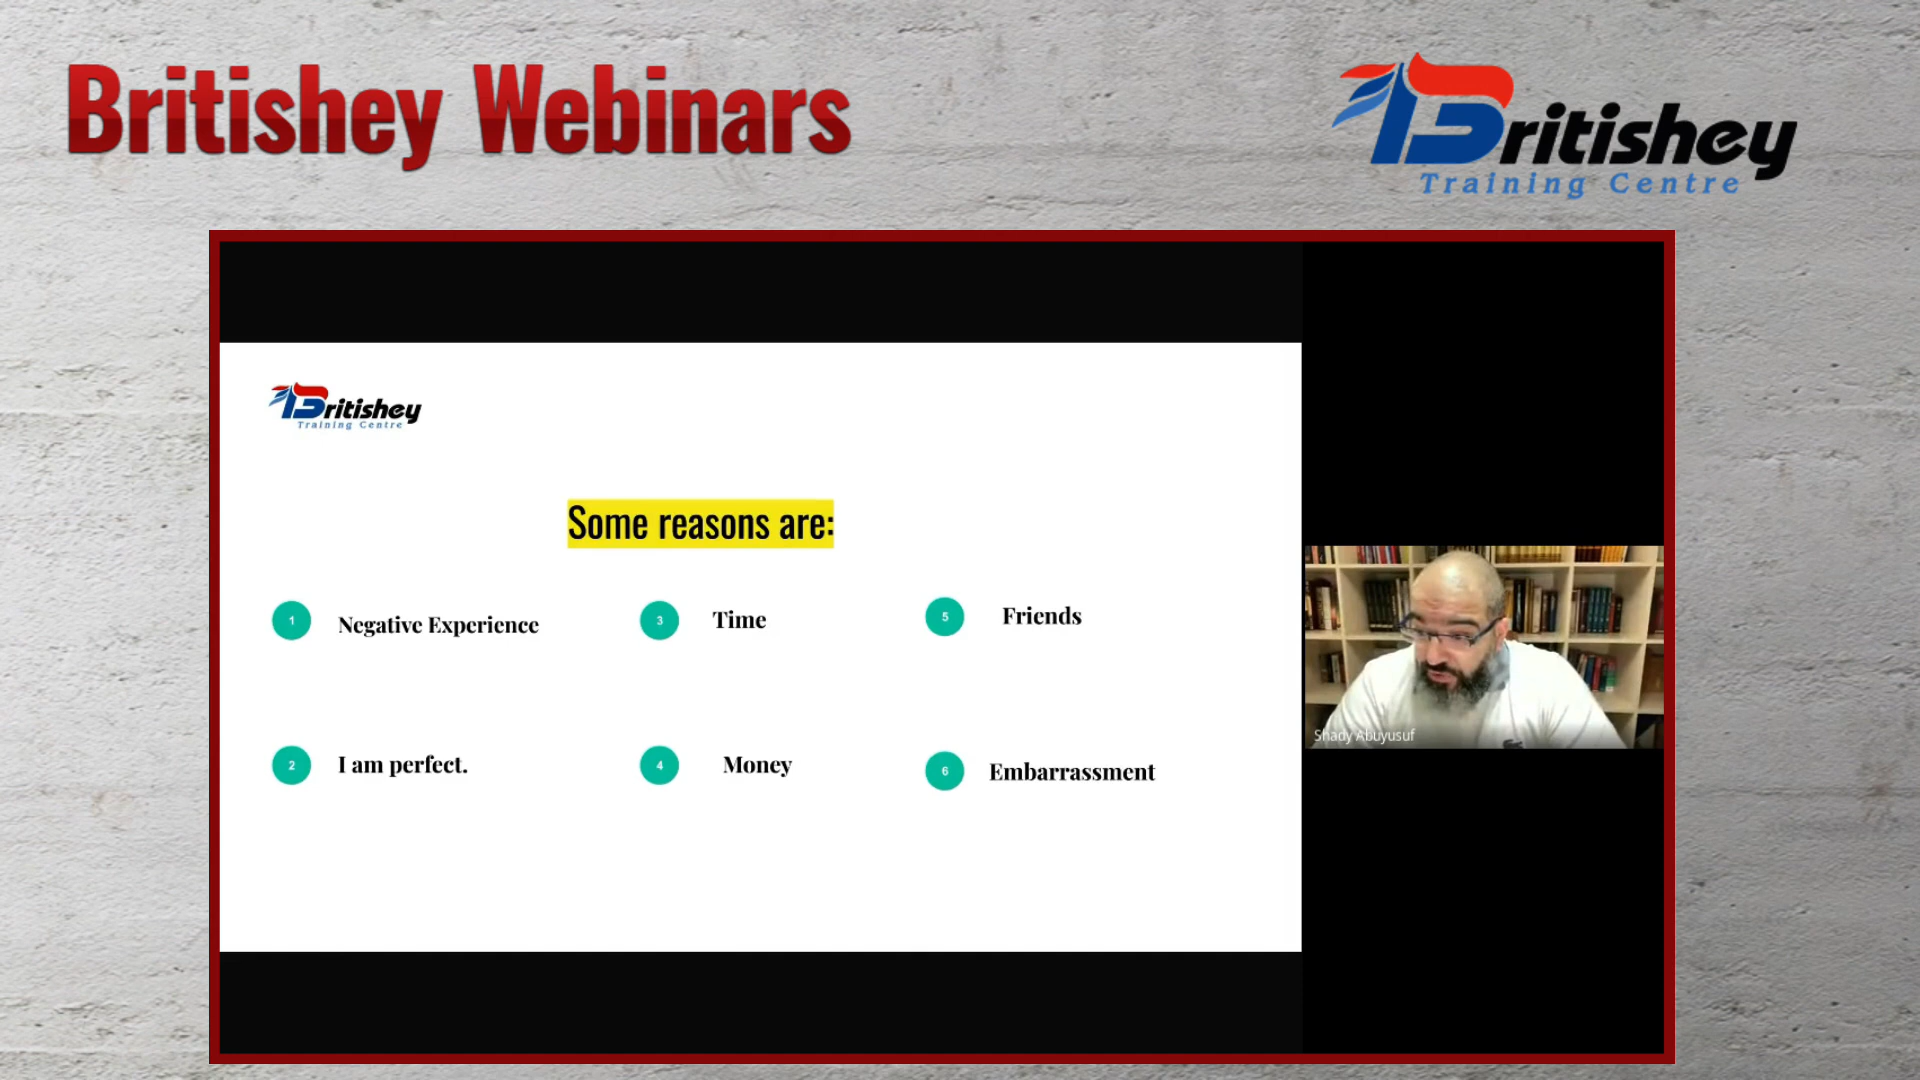 Britishey Webinars
Britishey
Training Centre
Britishey
Training Centre
Some reasons are:
1 Negative Experience
3 Time
5 Friends
2 I am perfect.
4 Money
6 Embarrassment
Shady Abuyusuf